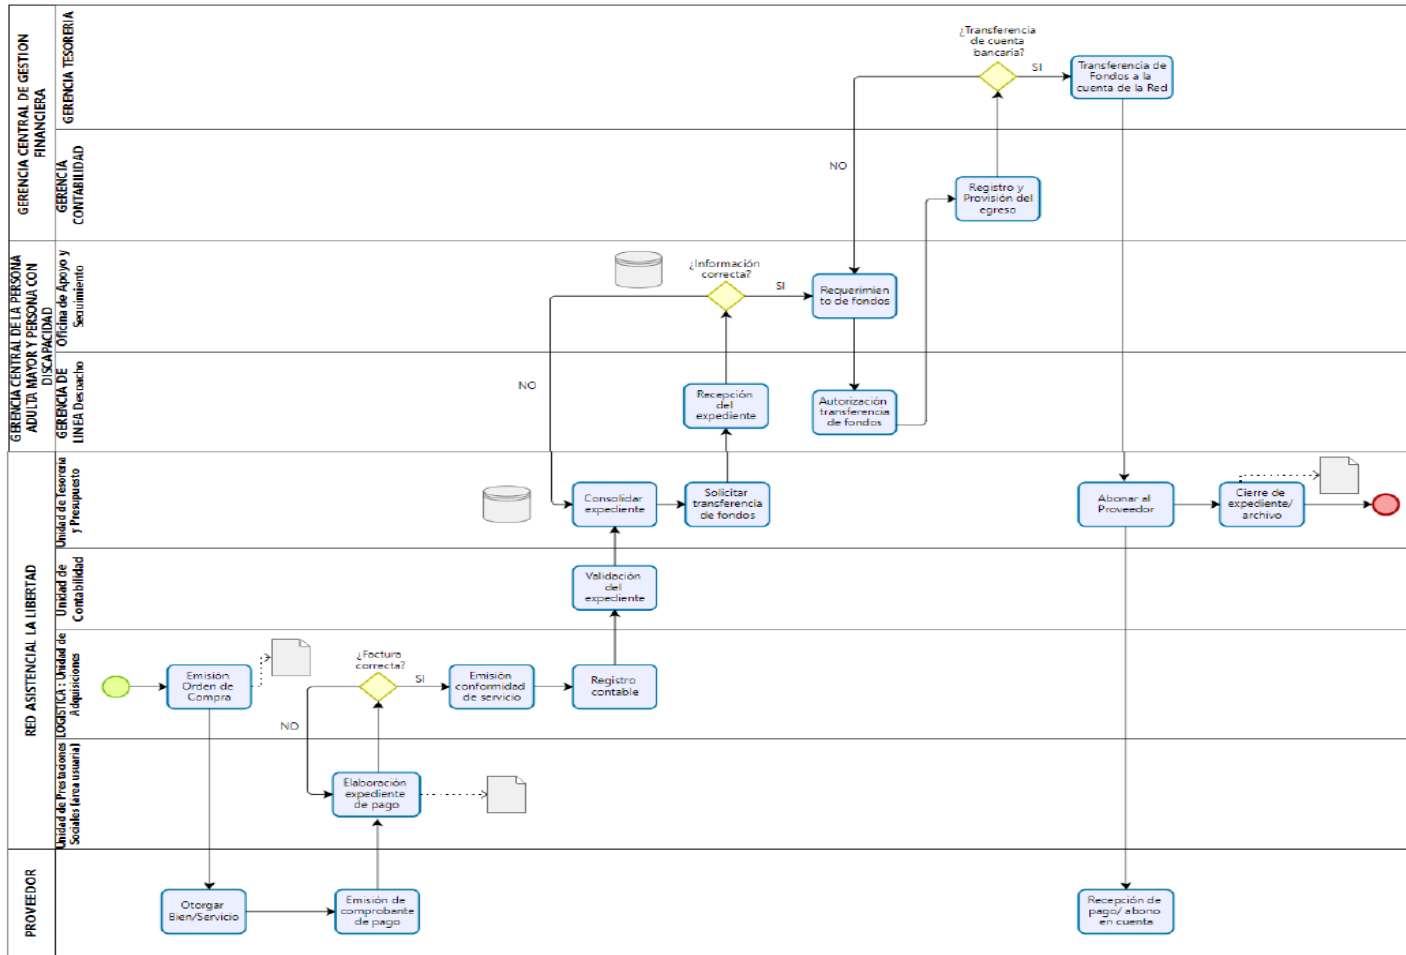 GERENCIA CENTRAL DE GESTION
FINANCIERA
GERENCIA TESORERIA
¿Transferencia
de cuenta
bancaria?
SI
Transferencia de
Fondos a la
cuenta de la Red
NO
GERENCIA
CONTABILIDAD
Registro y
Provisión del
egreso
GERENCIA CENTRAL DE LA PERSONA
ADULTA MAYOR Y PERSONA CON
DISCAPACIDAD
Oficina de Apoyo y
Seguimiento
¿Información
correcta?
SI
Requerimien
to de fondos
NO
GERENCIA DE
LINEA Despacho
Recepción
del
expediente
Autorización
transferencia
de fondos
RED ASISTENCIAL LA LIBERTAD
Unidad de Tesorería
y Presupuesto
Consolidar
expediente
Solicitar
transferencia
de fondos
Abonar al
Proveedor
Cierre de
expediente/
archivo
Unidad de
Contabilidad
Validación
del
expediente
LOGISTICA : Unidad de
Adquisiciones
Emisión
Orden de
Compra
¿Factura
correcta?
SI
NO
Emisión
conformidad
de servicio
Registro
contable
Unidad de Prestaciones
Sociales (área usuaria)
Elaboración
expediente
de pago
PROVEEDOR
Otorgar
Bien/Servicio
Emisión de
comprobante
de pago
Recepción de
pago/ abono
en cuenta